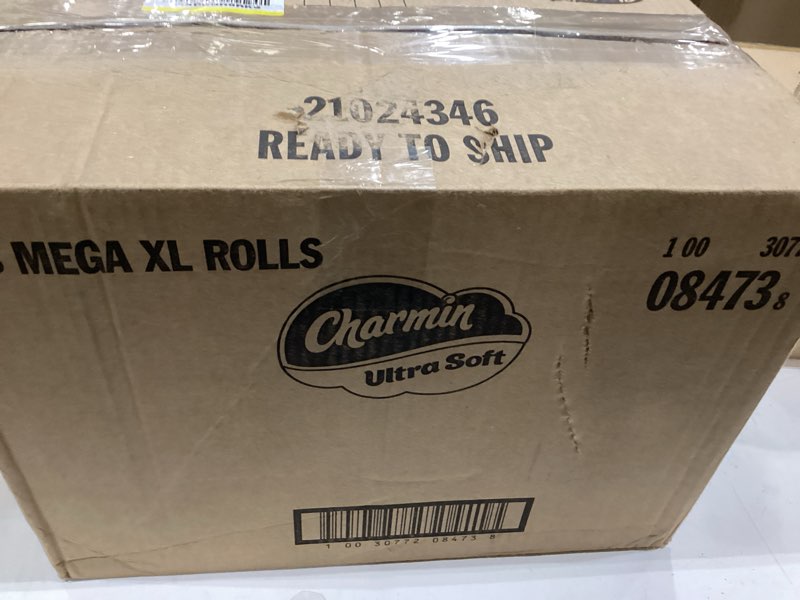 21024346
READY TO SHIP
MEGA XL ROLLS
1 00 3077
08473 8
Charmin
Ultra Soft
1 00 30772 08473 8